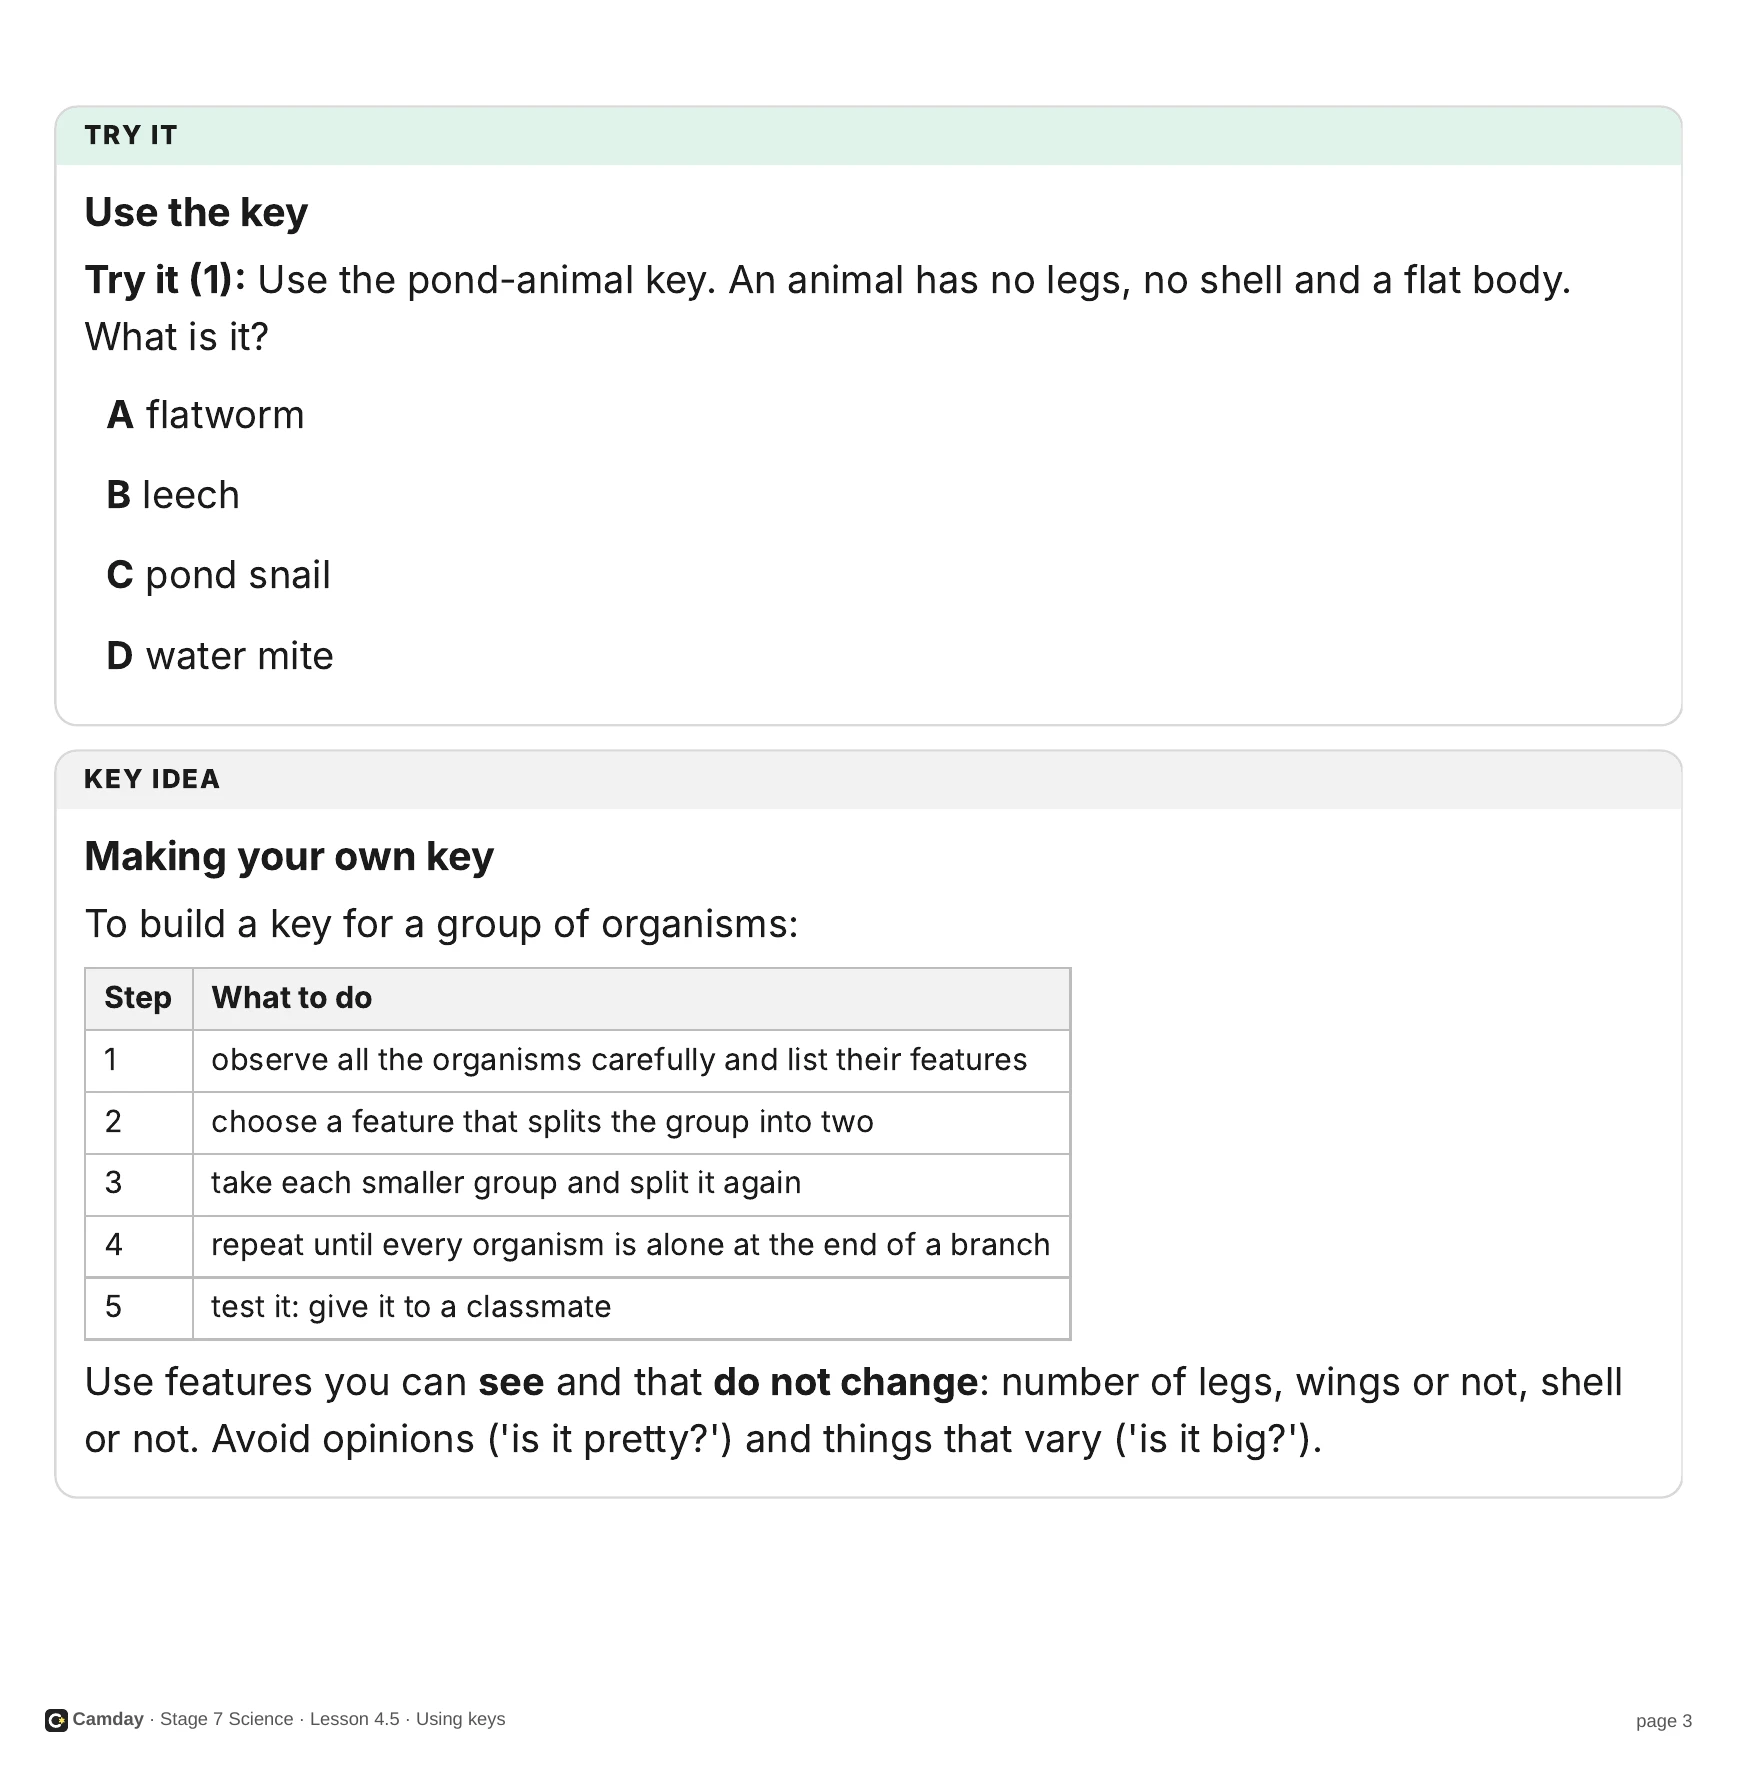 TRY IT
Use the key
Try it (1): Use the pond-animal key. An animal has no legs, no shell and a flat body.
What is it?
A flatworm
B leech
C pond snail
D water mite
KEY IDEA
Making your own key
To build a key for a group of organisms:
Step What to do
1 observe all the organisms carefully and list their features
2 choose a feature that splits the group into two
3 take each smaller group and split it again
4 repeat until every organism is alone at the end of a branch
5 test it: give it to a classmate
Use features you can see and that do not change: number of legs, wings or not, shell
or not. Avoid opinions ('is it pretty?') and things that vary ('is it big?').
Camday · Stage 7 Science · Lesson 4.5 · Using keys page 3